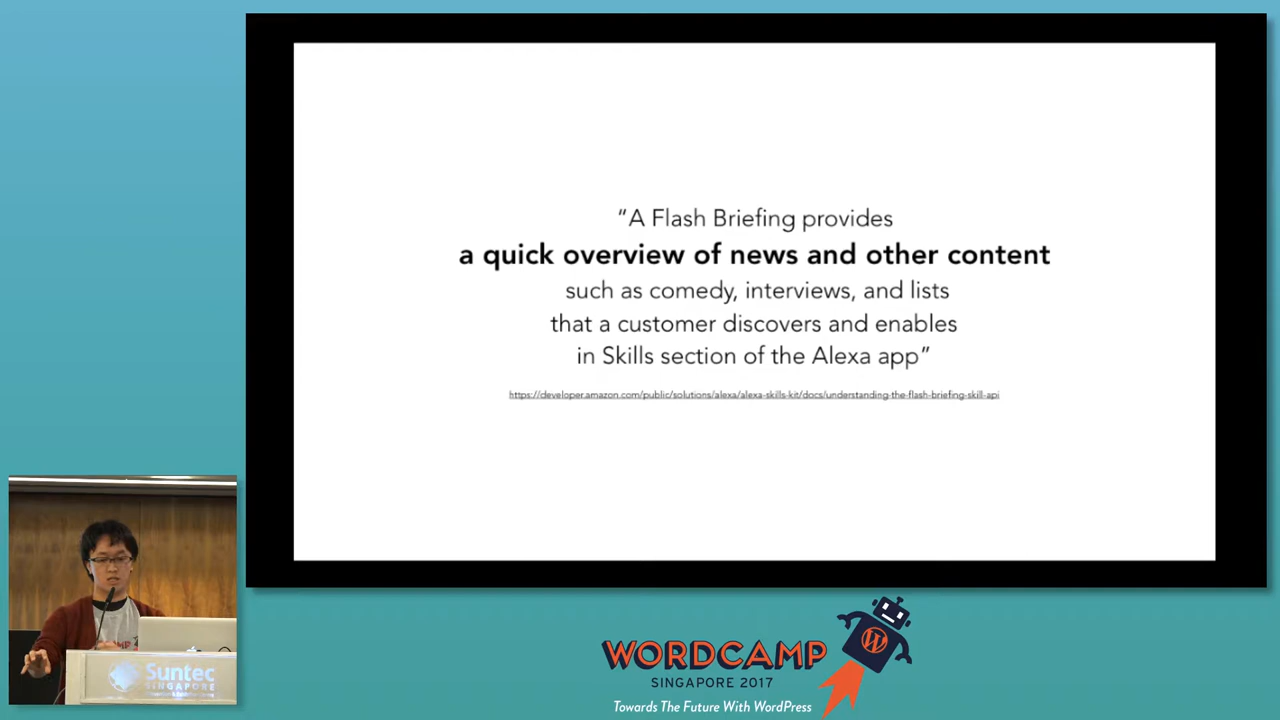 “A Flash Briefing provides
a quick overview of news and other content
such as comedy, interviews, and lists
that a customer discovers and enables
in Skills section of the Alexa app”
https://developer.amazon.com/public/solutions/alexa/alexa-skills-kit/docs/understanding-the-flash-briefing-skill-api
Suntec
SINGAPORE
WORDCAMP
SINGAPORE 2017
Towards The Future With WordPress